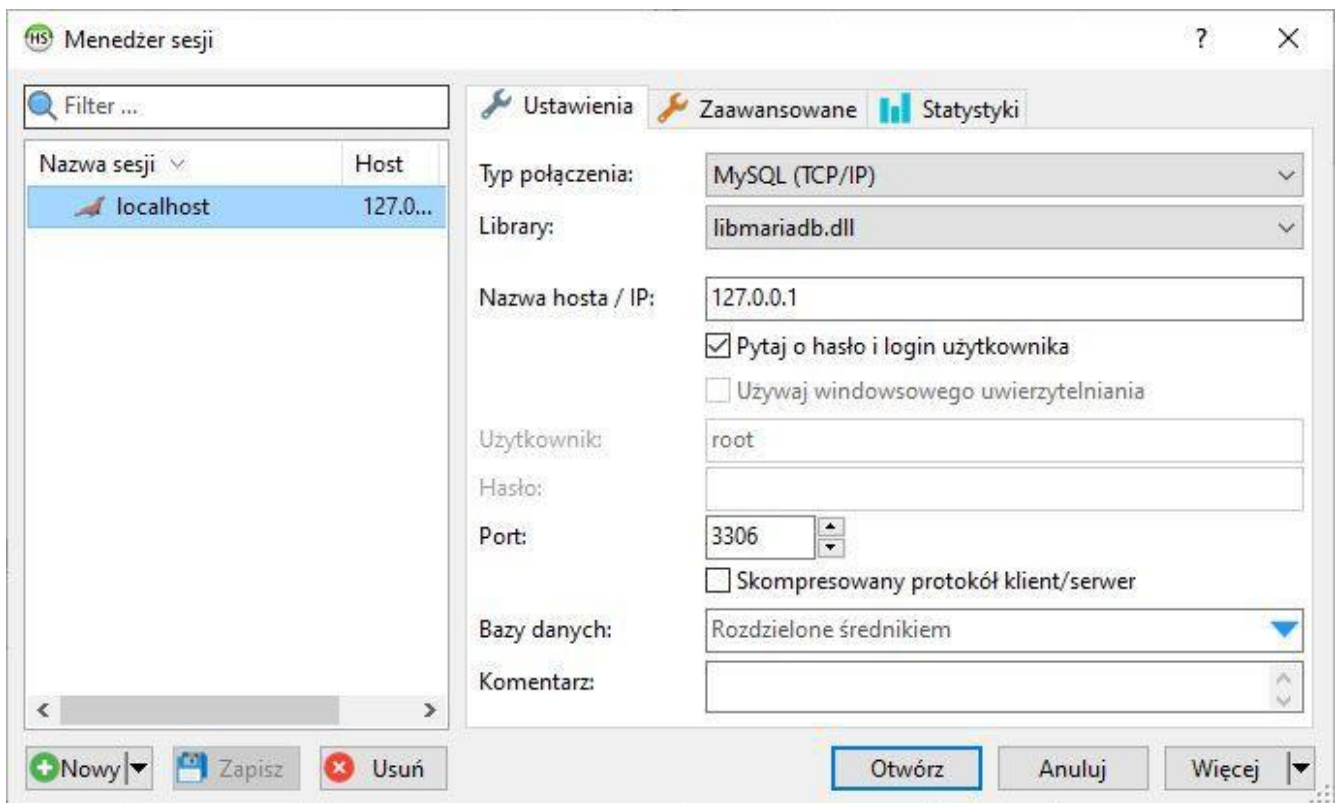 HS Menedżer sesji ?
Filter ...
Ustawienia Zaawansowane Statystyki
Nazwa sesji Host
localhost 127.0...
Typ połączenia: MySQL (TCP/IP)
Library: libmariadb.dll
Nazwa hosta / IP: 127.0.0.1
Pytaj o hasło i login użytkownika
Używaj windowsowego uwierzytelniania
Użytkownik: root
Hasło:
Port: 3306
Skompresowany protokół klient/serwer
Bazy danych: Rozdzielone średnikiem
Komentarz:
Nowy Zapisz Usuń Otwórz Anuluj Więcej